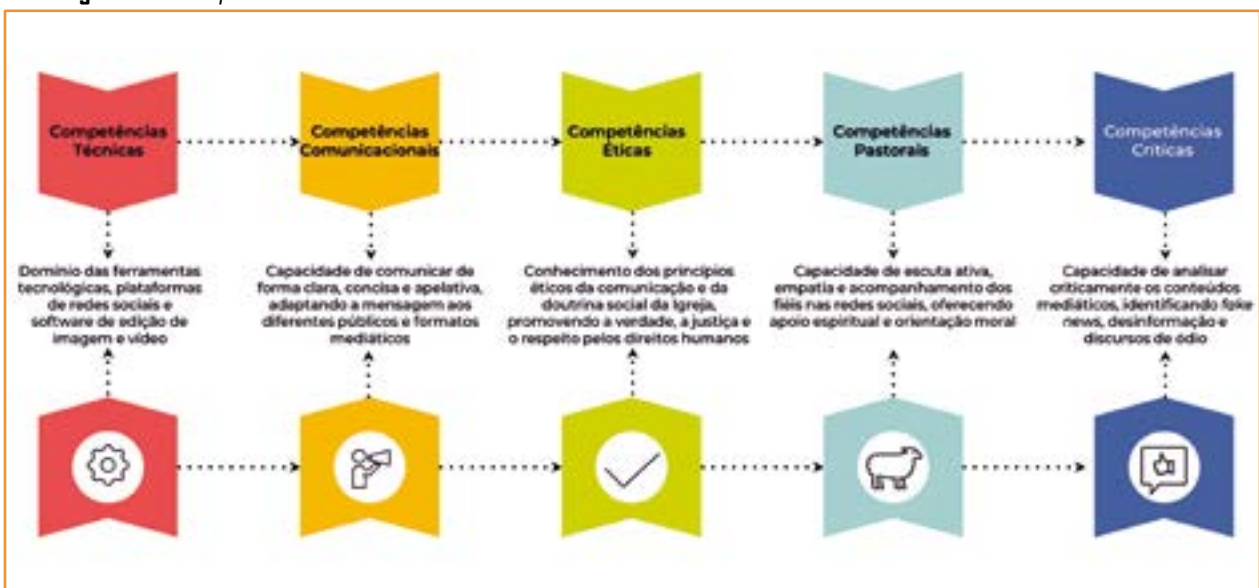 Competências
Técnicas
Competências
Comunicacionais
Competências
Éticas
Competências
Pastorais
Competências
Críticas
Domínio das ferramentas
tecnológicas, plataformas
de redes sociais e
software de edição de
imagem e vídeo
Capacidade de comunicar de
forma clara, concisa e apelativa,
adaptando a mensagem aos
diferentes públicos e formatos
mediáticos
Conhecimento dos princípios
éticos da comunicação e da
doutrina social da Igreja,
promovendo a verdade, a justiça e
o respeito pelos direitos humanos
Capacidade de escuta ativa,
empatia e acompanhamento dos
fiéis nas redes sociais, oferecendo
apoio espiritual e orientação moral
Capacidade de analisar
criticamente os conteúdos
mediáticos, identificando fake
news, desinformação e
discursos de ódio